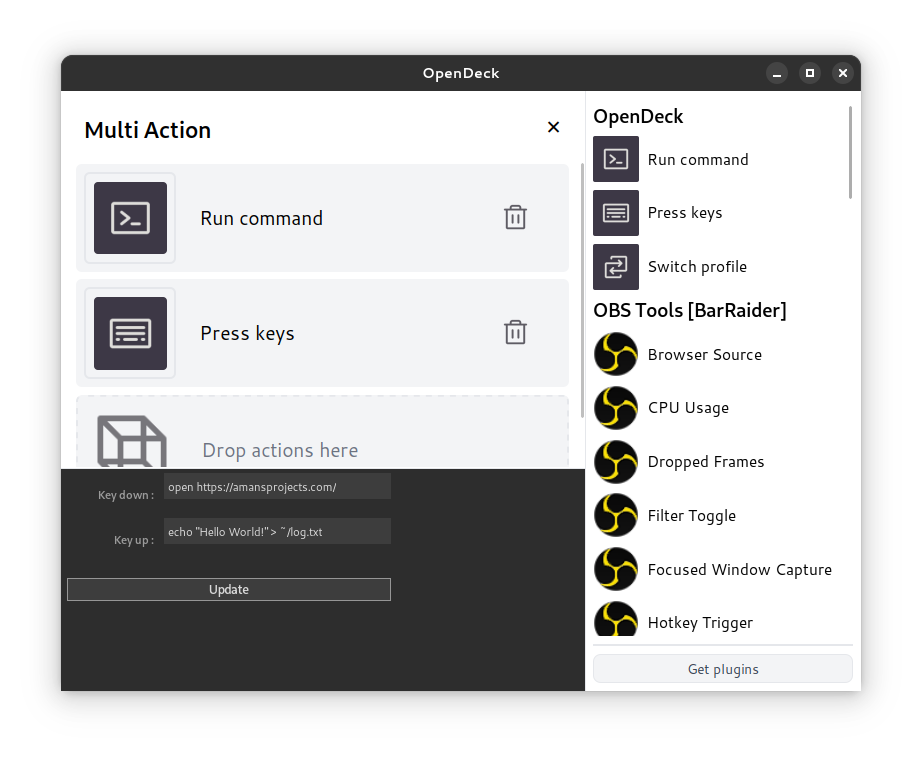 OpenDeck
Multi Action
Run command
Press keys
Drop actions here
Key down :
open https://amansprojects.com/
Key up :
echo "Hello World!" > ~/log.txt
Update
OpenDeck
Run command
Press keys
Switch profile
OBS Tools [BarRaider]
Browser Source
CPU Usage
Dropped Frames
Filter Toggle
Focused Window Capture
Hotkey Trigger
Get plugins